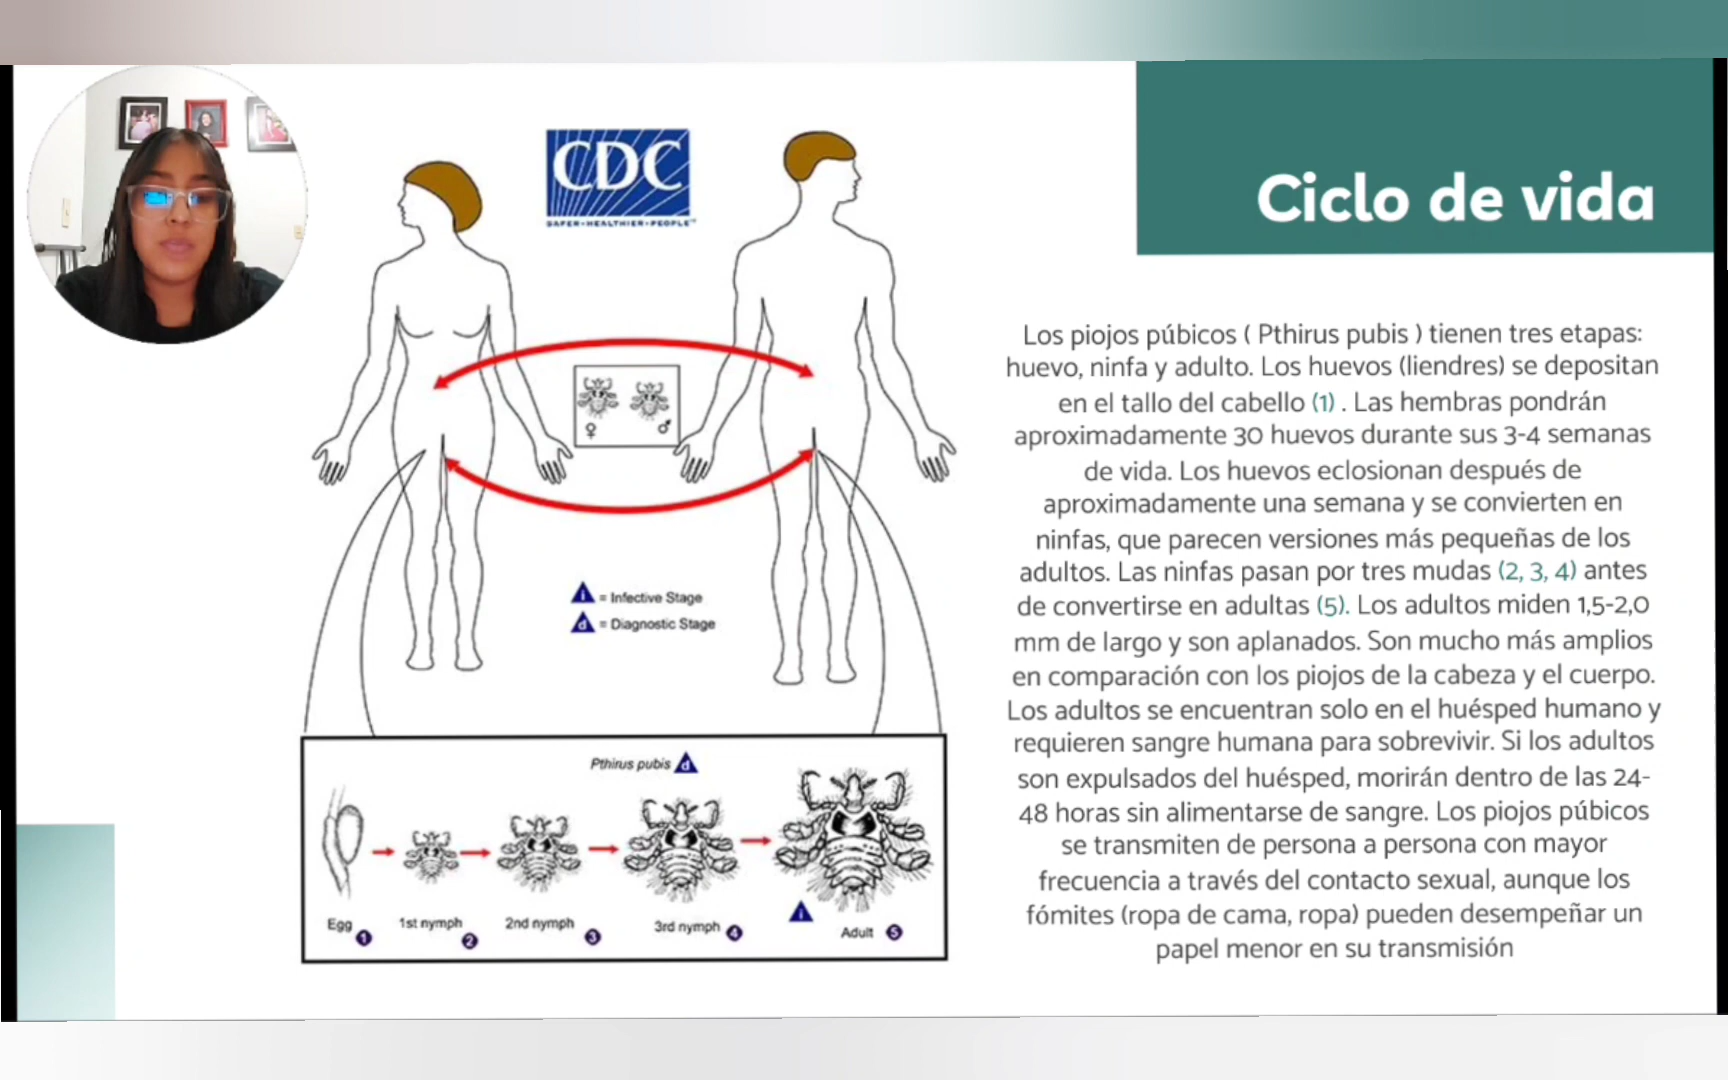 CDC
SAFER•HEALTHIER•PEOPLE™
Ciclo de vida
Los piojos púbicos ( Pthirus pubis ) tienen tres etapas:
huevo, ninfa y adulto. Los huevos (liendres) se depositan
en el tallo del cabello (1) . Las hembras pondrán
aproximadamente 30 huevos durante sus 3-4 semanas
de vida. Los huevos eclosionan después de
aproximadamente una semana y se convierten en
ninfas, que parecen versiones más pequeñas de los
adultos. Las ninfas pasan por tres mudas (2, 3, 4) antes
de convertirse en adultas (5). Los adultos miden 1,5-2,0
mm de largo y son aplanados. Son mucho más amplios
en comparación con los piojos de la cabeza y el cuerpo.
Los adultos se encuentran solo en el huésped humano y
requieren sangre humana para sobrevivir. Si los adultos
son expulsados del huésped, morirán dentro de las 24-
48 horas sin alimentarse de sangre. Los piojos púbicos
se transmiten de persona a persona con mayor
frecuencia a través del contacto sexual, aunque los
fómites (ropa de cama, ropa) pueden desempeñar un
papel menor en su transmisión
♀ ♂
i = Infective Stage
d = Diagnostic Stage
Pthirus pubis d
i
Egg 1
1st nymph 2
2nd nymph 3
3rd nymph 4
Adult 5